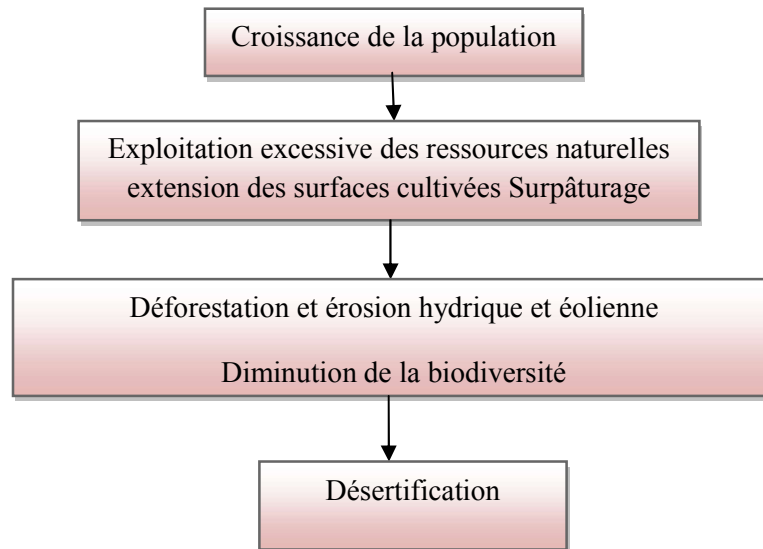 Croissance de la population
Exploitation excessive des ressources naturelles
extension des surfaces cultivées Surpâturage
Déforestation et érosion hydrique et éolienne
Diminution de la biodiversité
Désertification